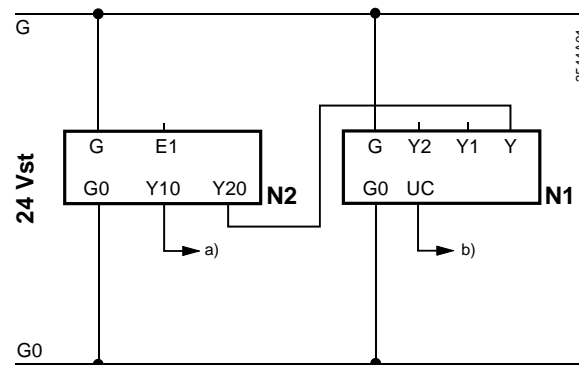 G
G E1
G Y2 Y1 Y
24 Vst
G0 Y10 Y20 N2
G0 UC N1
a)
b)
G0